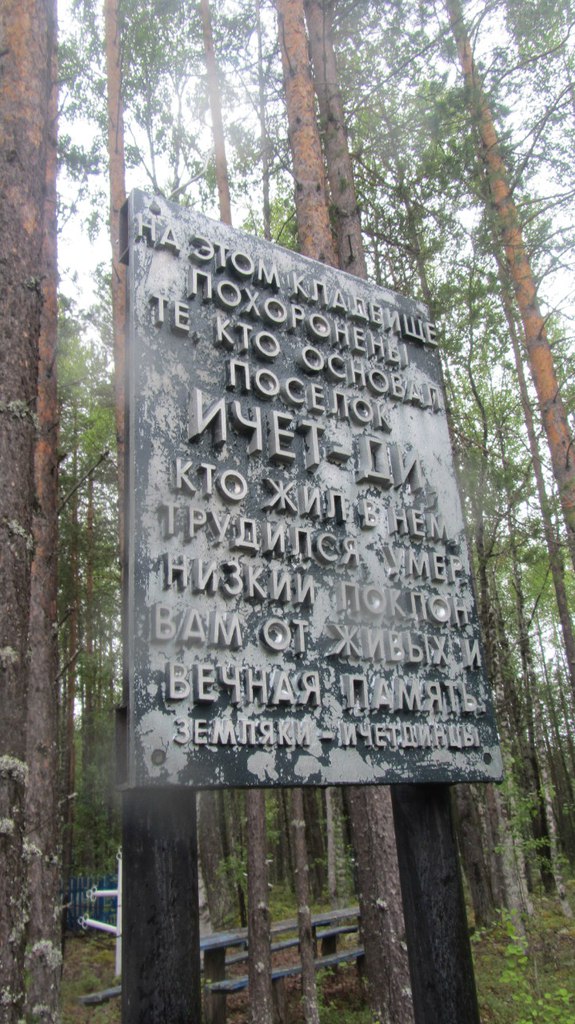 НА ЭТОМ КЛАДБИЩЕ
ПОХОРОНЕНЫ
ТЕ, КТО ОСНОВАЛ
ПОСЕЛОК
ИЧЕТ-ДИ,
КТО ЖИЛ В НЕМ,
ТРУДИЛСЯ, УМЕР.
НИЗКИЙ ПОКЛОН
ВАМ ОТ ЖИВЫХ И
ВЕЧНАЯ ПАМЯТЬ.
ЗЕМЛЯКИ - ИЧЕТДИНЦЫ